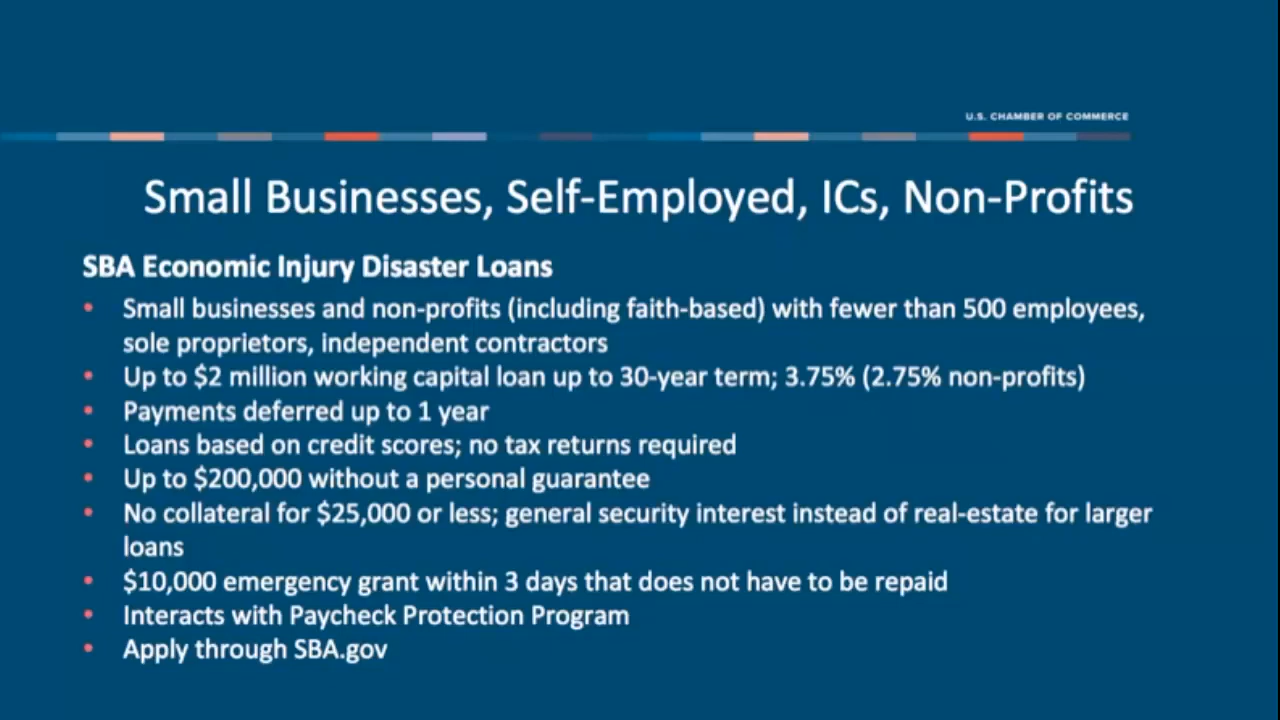 U.S. CHAMBER OF COMMERCE
Small Businesses, Self-Employed, ICs, Non-Profits
SBA Economic Injury Disaster Loans
• Small businesses and non-profits (including faith-based) with fewer than 500 employees,
sole proprietors, independent contractors
• Up to $2 million working capital loan up to 30-year term; 3.75% (2.75% non-profits)
• Payments deferred up to 1 year
• Loans based on credit scores; no tax returns required
• Up to $200,000 without a personal guarantee
• No collateral for $25,000 or less; general security interest instead of real-estate for larger
loans
• $10,000 emergency grant within 3 days that does not have to be repaid
• Interacts with Paycheck Protection Program
• Apply through SBA.gov